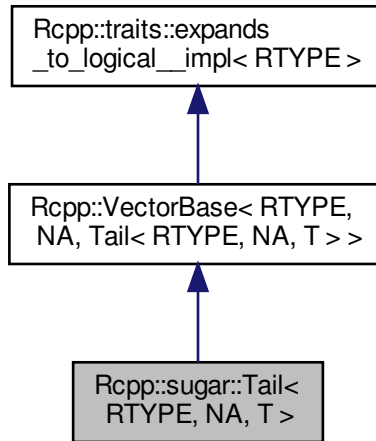 Rcpp::traits::expands
_to_logical__impl< RTYPE >
Rcpp::VectorBase< RTYPE,
NA, Tail< RTYPE, NA, T > >
Rcpp::sugar::Tail<
RTYPE, NA, T >